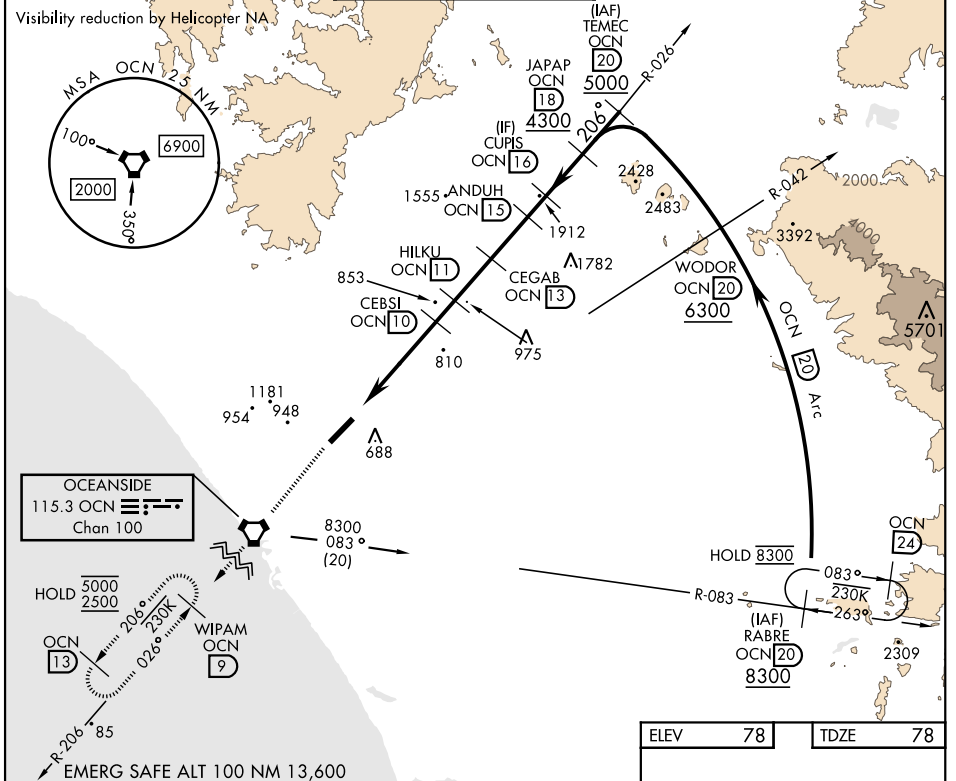 Visibility reduction by Helicopter NA
MSA OCN 25 NM
100°
6900
2000
350°
(IAF)
TEMEC
OCN
20
5000
R-026
JAPAP
OCN
18
4300
206°
(IF)
CUPIS
OCN 16
1555
ANDUH
OCN 15
1912
2428
2483
R-042
2000
3392
4000
5701
HILKU
OCN 11
853
CEGAB
OCN 13
1782
WODOR
OCN 20
6300
OCN 20 Arc
CEBSI
OCN 10
810
975
1181
954
948
688
OCEANSIDE
115.3 OCN
Chan 100
8300
083°
(20)
HOLD 8300
OCN
24
083°
230K
263°
R-083
(IAF)
RABRE
OCN 20
8300
2309
HOLD 5000
2500
206°
230K
026°
OCN
13
WIPAM
OCN
9
R-206
85
EMERG SAFE ALT 100 NM 13,600
ELEV 78
TDZE 78